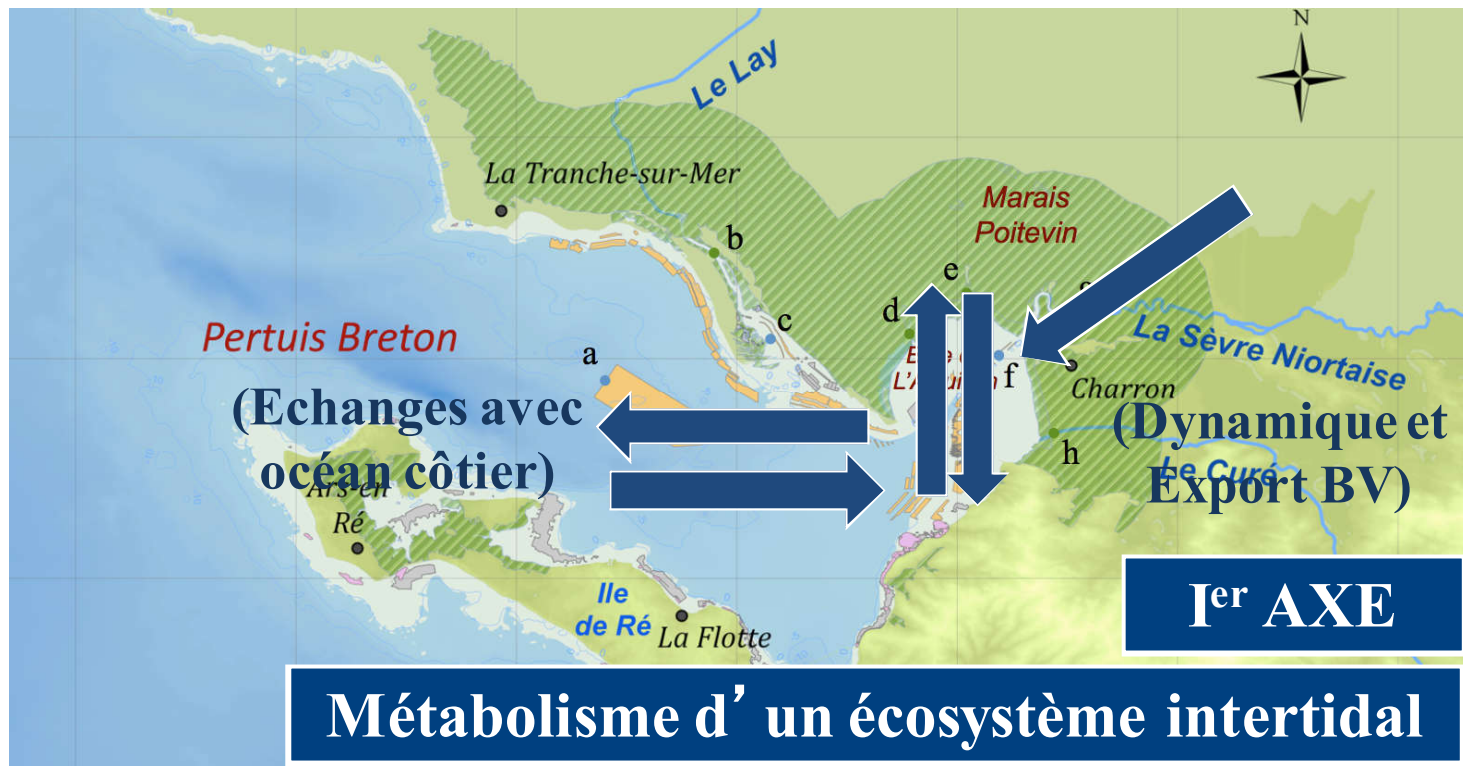 N
Le Lay
La Tranche-sur-Mer
Marais
Poitevin
b
e
c
d
Pertuis Breton
a
f
La Sèvre Niortaise
Charron
(Echanges avec
océan côtier)
(Dynamique et
Export BV)
h
Le Curé
Ars-en
Ré
Ile
de Ré
La Flotte
Iᵉʳ AXE
Métabolisme d’ un écosystème intertidal